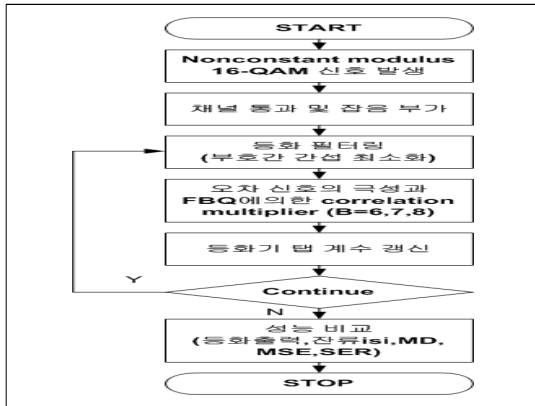 START
Nonconstant modulus
16-QAM 신호 발생
채널 통과 및 잡음 부가
등화 필터링
(부호간 간섭 최소화)
오차 신호의 극성과
FBQ에의한 correlation
multiplier (B=6,7,8)
등화기 탭 계수 갱신
Y
Continue
N
성능 비교
(등화출력,잔류isi,MD,
MSE,SER)
STOP